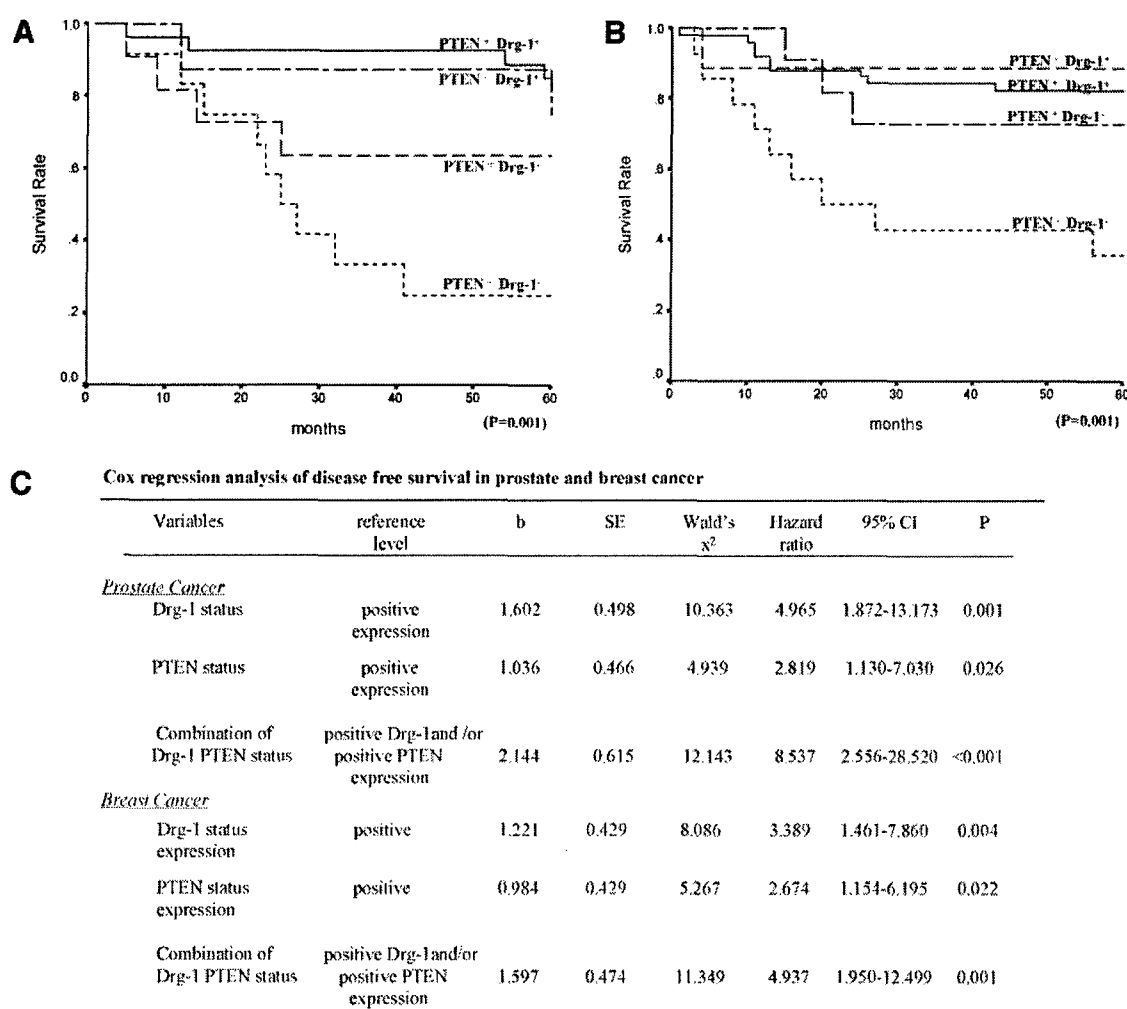 A
1.0
.8
.6
.4
.2
0.0
Survival Rate
0 10 20 30 40 50 60
months
(P=0.001)
PTEN + Drg-1+
PTEN - Drg-1+
PTEN + Drg-1-
PTEN - Drg-1-
B
1.0
.8
.6
.4
.2
.0
Survival Rate
0 10 20 30 40 50 60
months
(P=0.001)
PTEN - Drg-1+
PTEN + Drg-1+
PTEN + Drg-1-
PTEN - Drg-1-
C
Cox regression analysis of disease free survival in prostate and breast cancer
Variables reference level b SE Wald's x² Hazard ratio 95% CI P
Prostate Cancer
Drg-1 status positive expression 1.602 0.498 10.363 4.965 1.872-13.173 0.001
PTEN status positive expression 1.036 0.466 4.939 2.819 1.130-7.030 0.026
Combination of Drg-1 PTEN status positive Drg-1and /or positive PTEN expression 2.144 0.615 12.143 8.537 2.556-28.520 <0.001
Breast Cancer
Drg-1 status expression positive 1.221 0.429 8.086 3.389 1.461-7.860 0.004
PTEN status expression positive 0.984 0.429 5.267 2.674 1.154-6.195 0.022
Combination of Drg-1 PTEN status positive Drg-1and/or positive PTEN expression 1.597 0.474 11.349 4.937 1.950-12.499 0.001